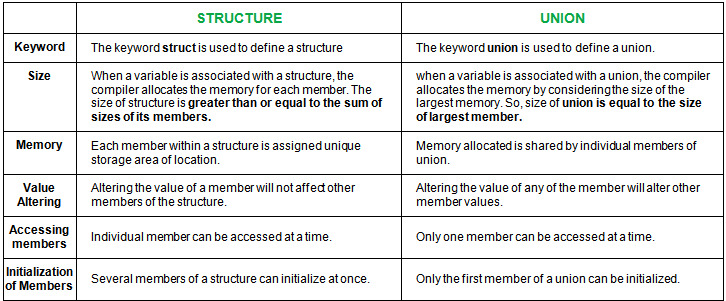 STRUCTURE UNION
Keyword The keyword struct is used to define a structure The keyword union is used to define a union.
Size
When a variable is associated with a structure, the
compiler allocates the memory for each member. The
size of structure is greater than or equal to the sum of
sizes of its members.
when a variable is associated with a union, the compiler
allocates the memory by considering the size of the
largest memory. So, size of union is equal to the size
of largest member.
Memory
Each member within a structure is assigned unique
storage area of location.
Memory allocated is shared by individual members of
union.
Value
Altering
Altering the value of a member will not affect other
members of the structure.
Altering the value of any of the member will alter other
member values.
Accessing
members
Individual member can be accessed at a time.
Only one member can be accessed at a time.
Initialization
of Members
Several members of a structure can initialize at once.
Only the first member of a union can be initialized.